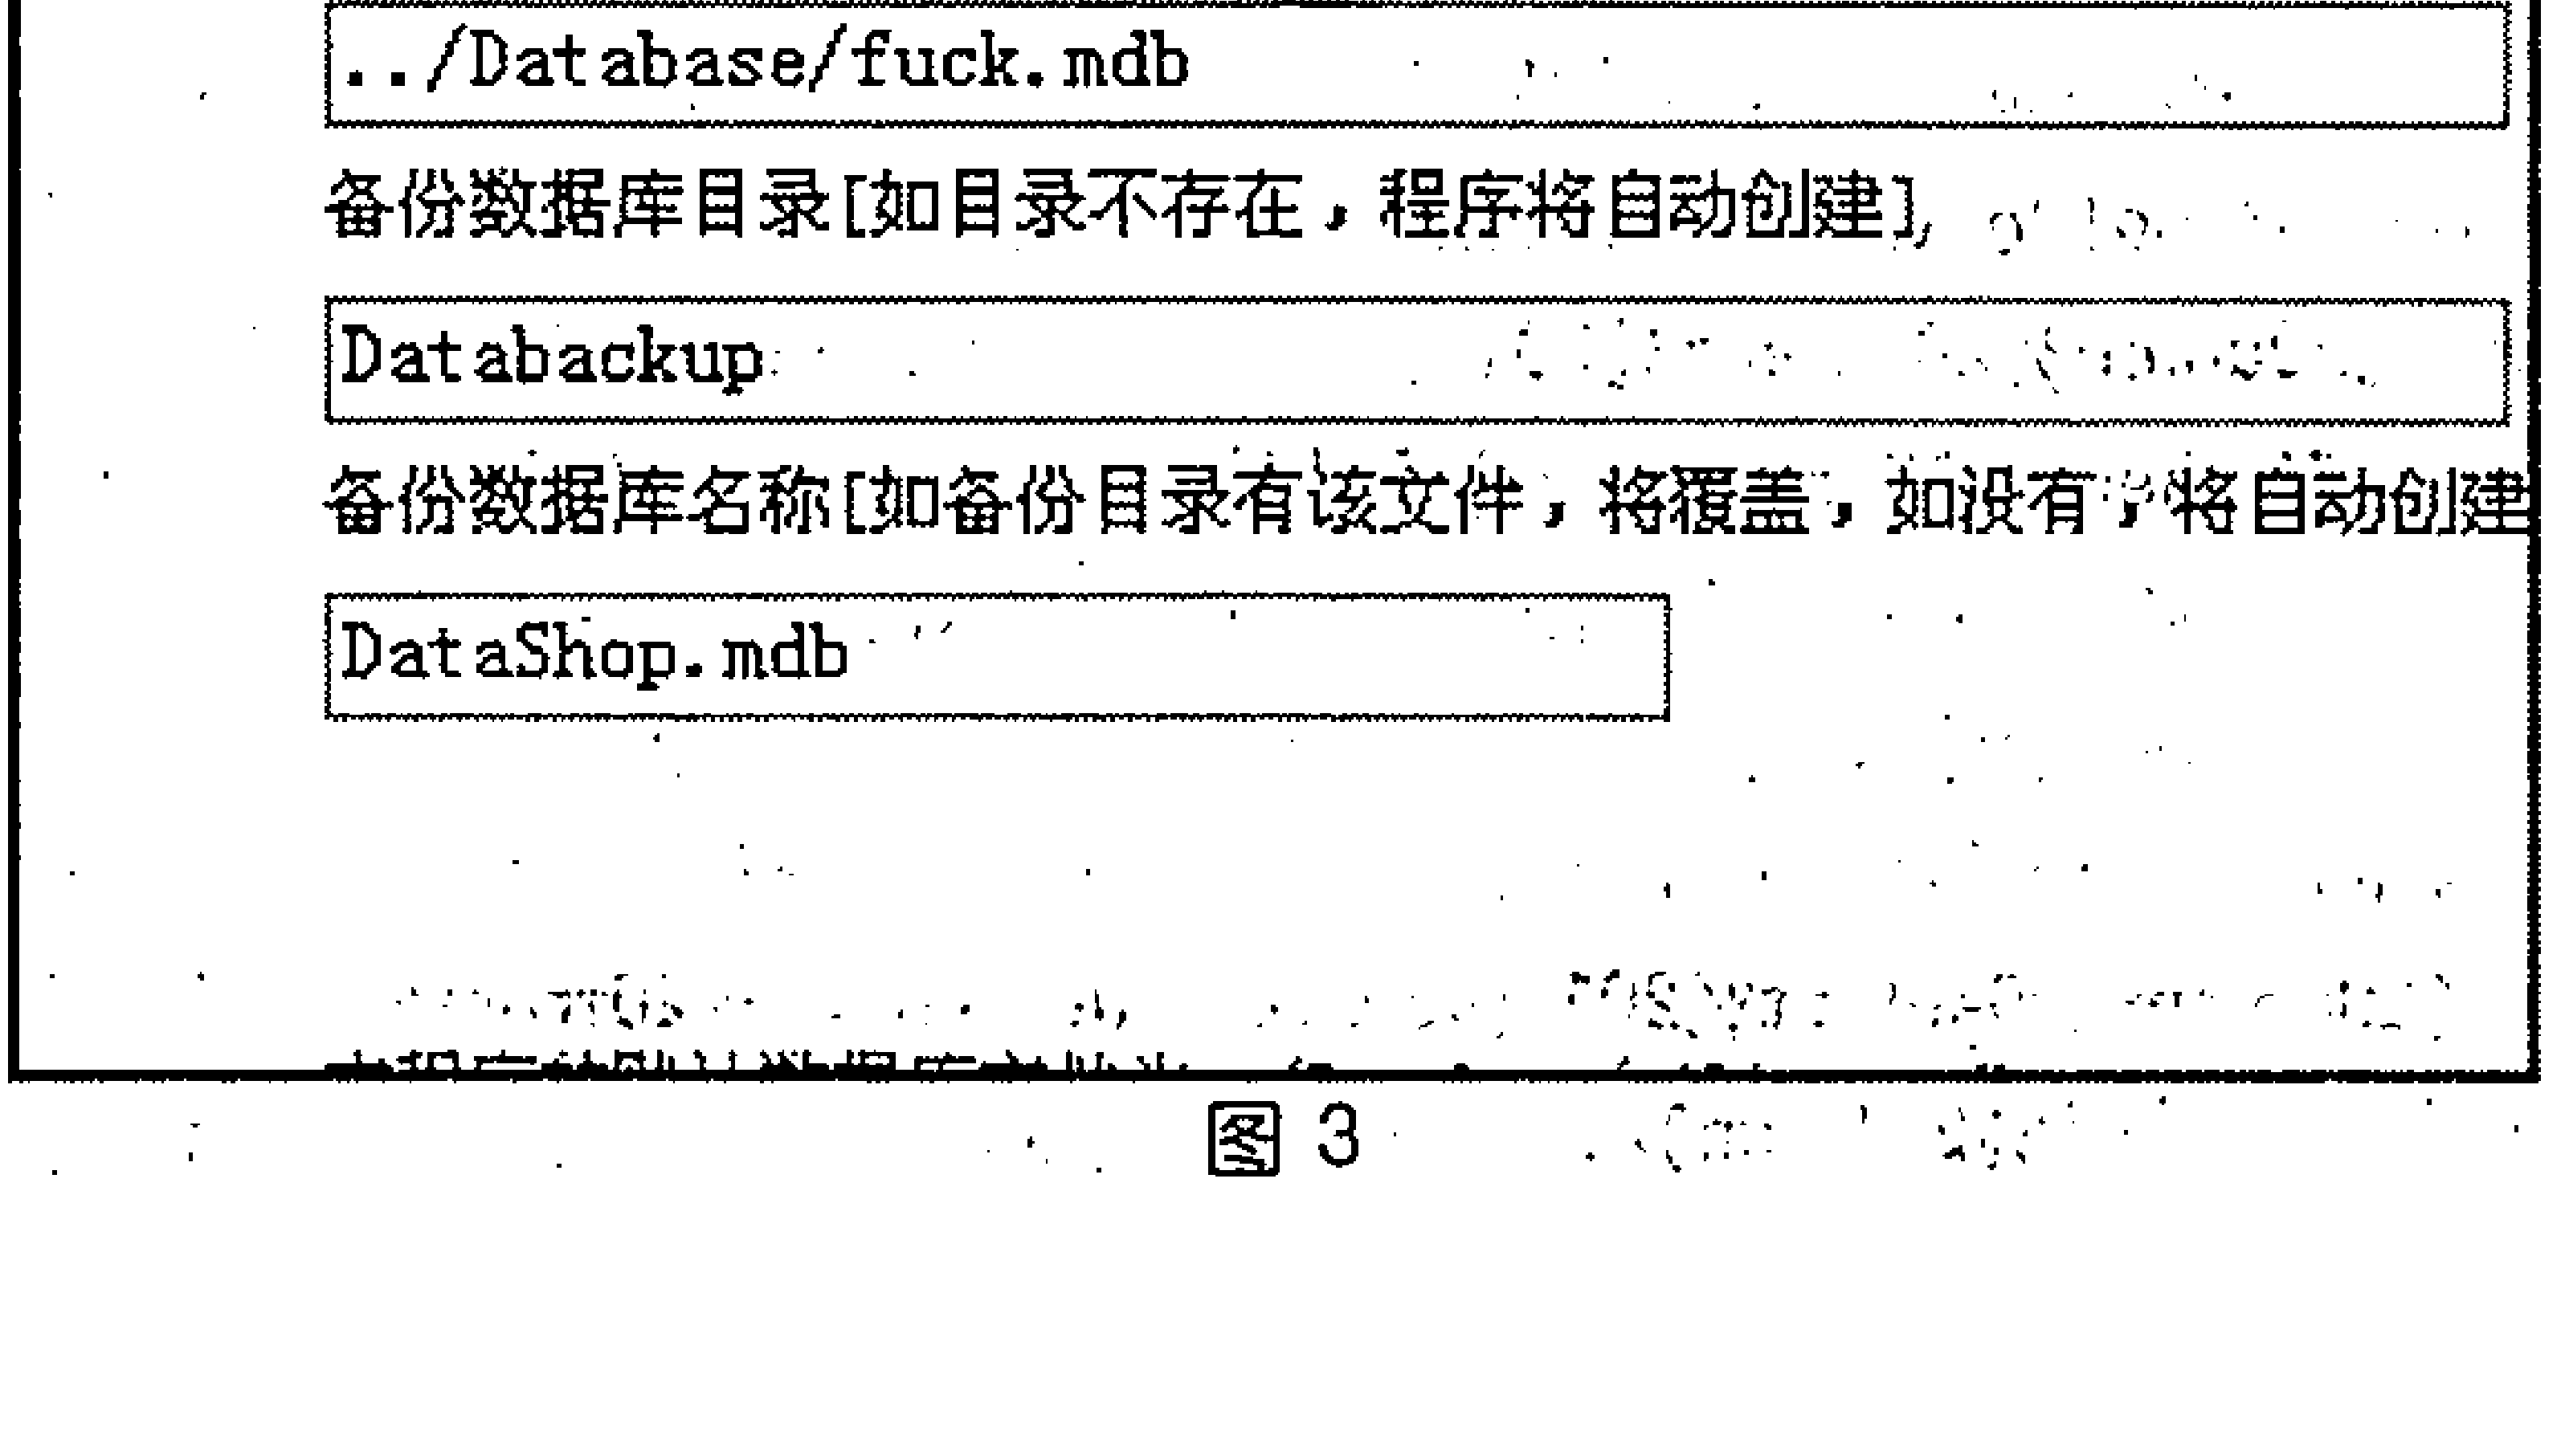 ../Database/fuck.mdb
备份数据库目录[如目录不存在，程序将自动创建]
Databackup
备份数据库名称[如备份目录有该文件，将覆盖，如没有，将自动创建
DataShop.mdb
图 3